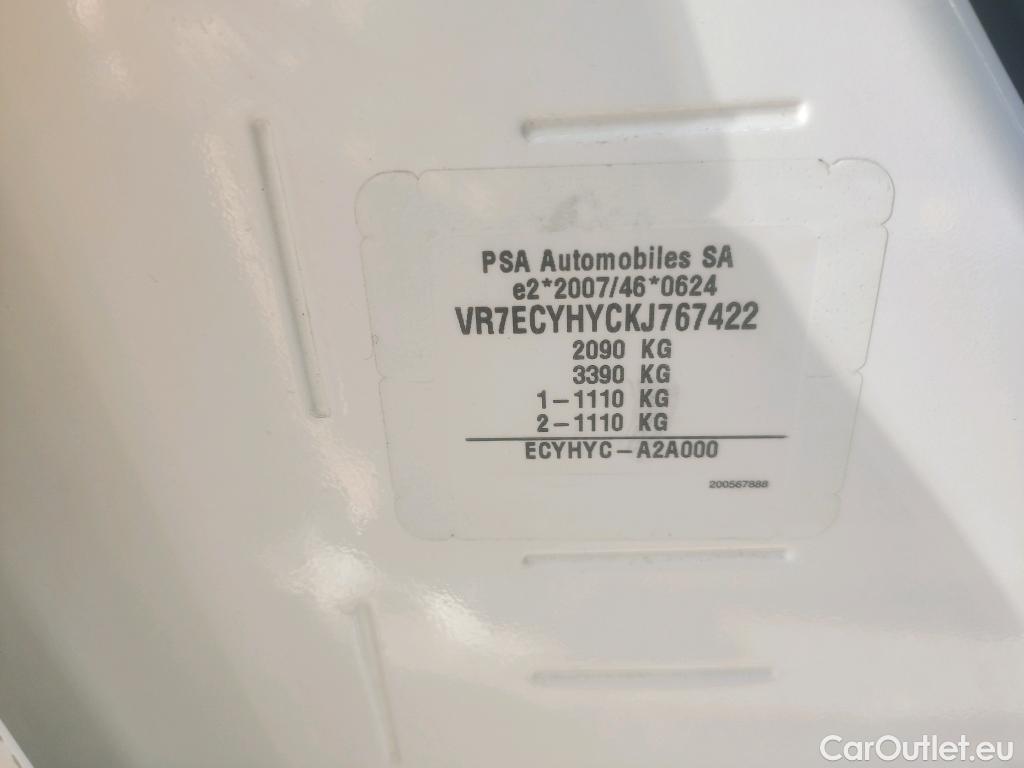 PSA Automobiles SA
e2*2007/46*0624
VR7ECYHYCKJ767422
2090 KG
3390 KG
1-1110 KG
2-1110 KG
ECYHYC-A2A000
200567888
CarOutlet.eu